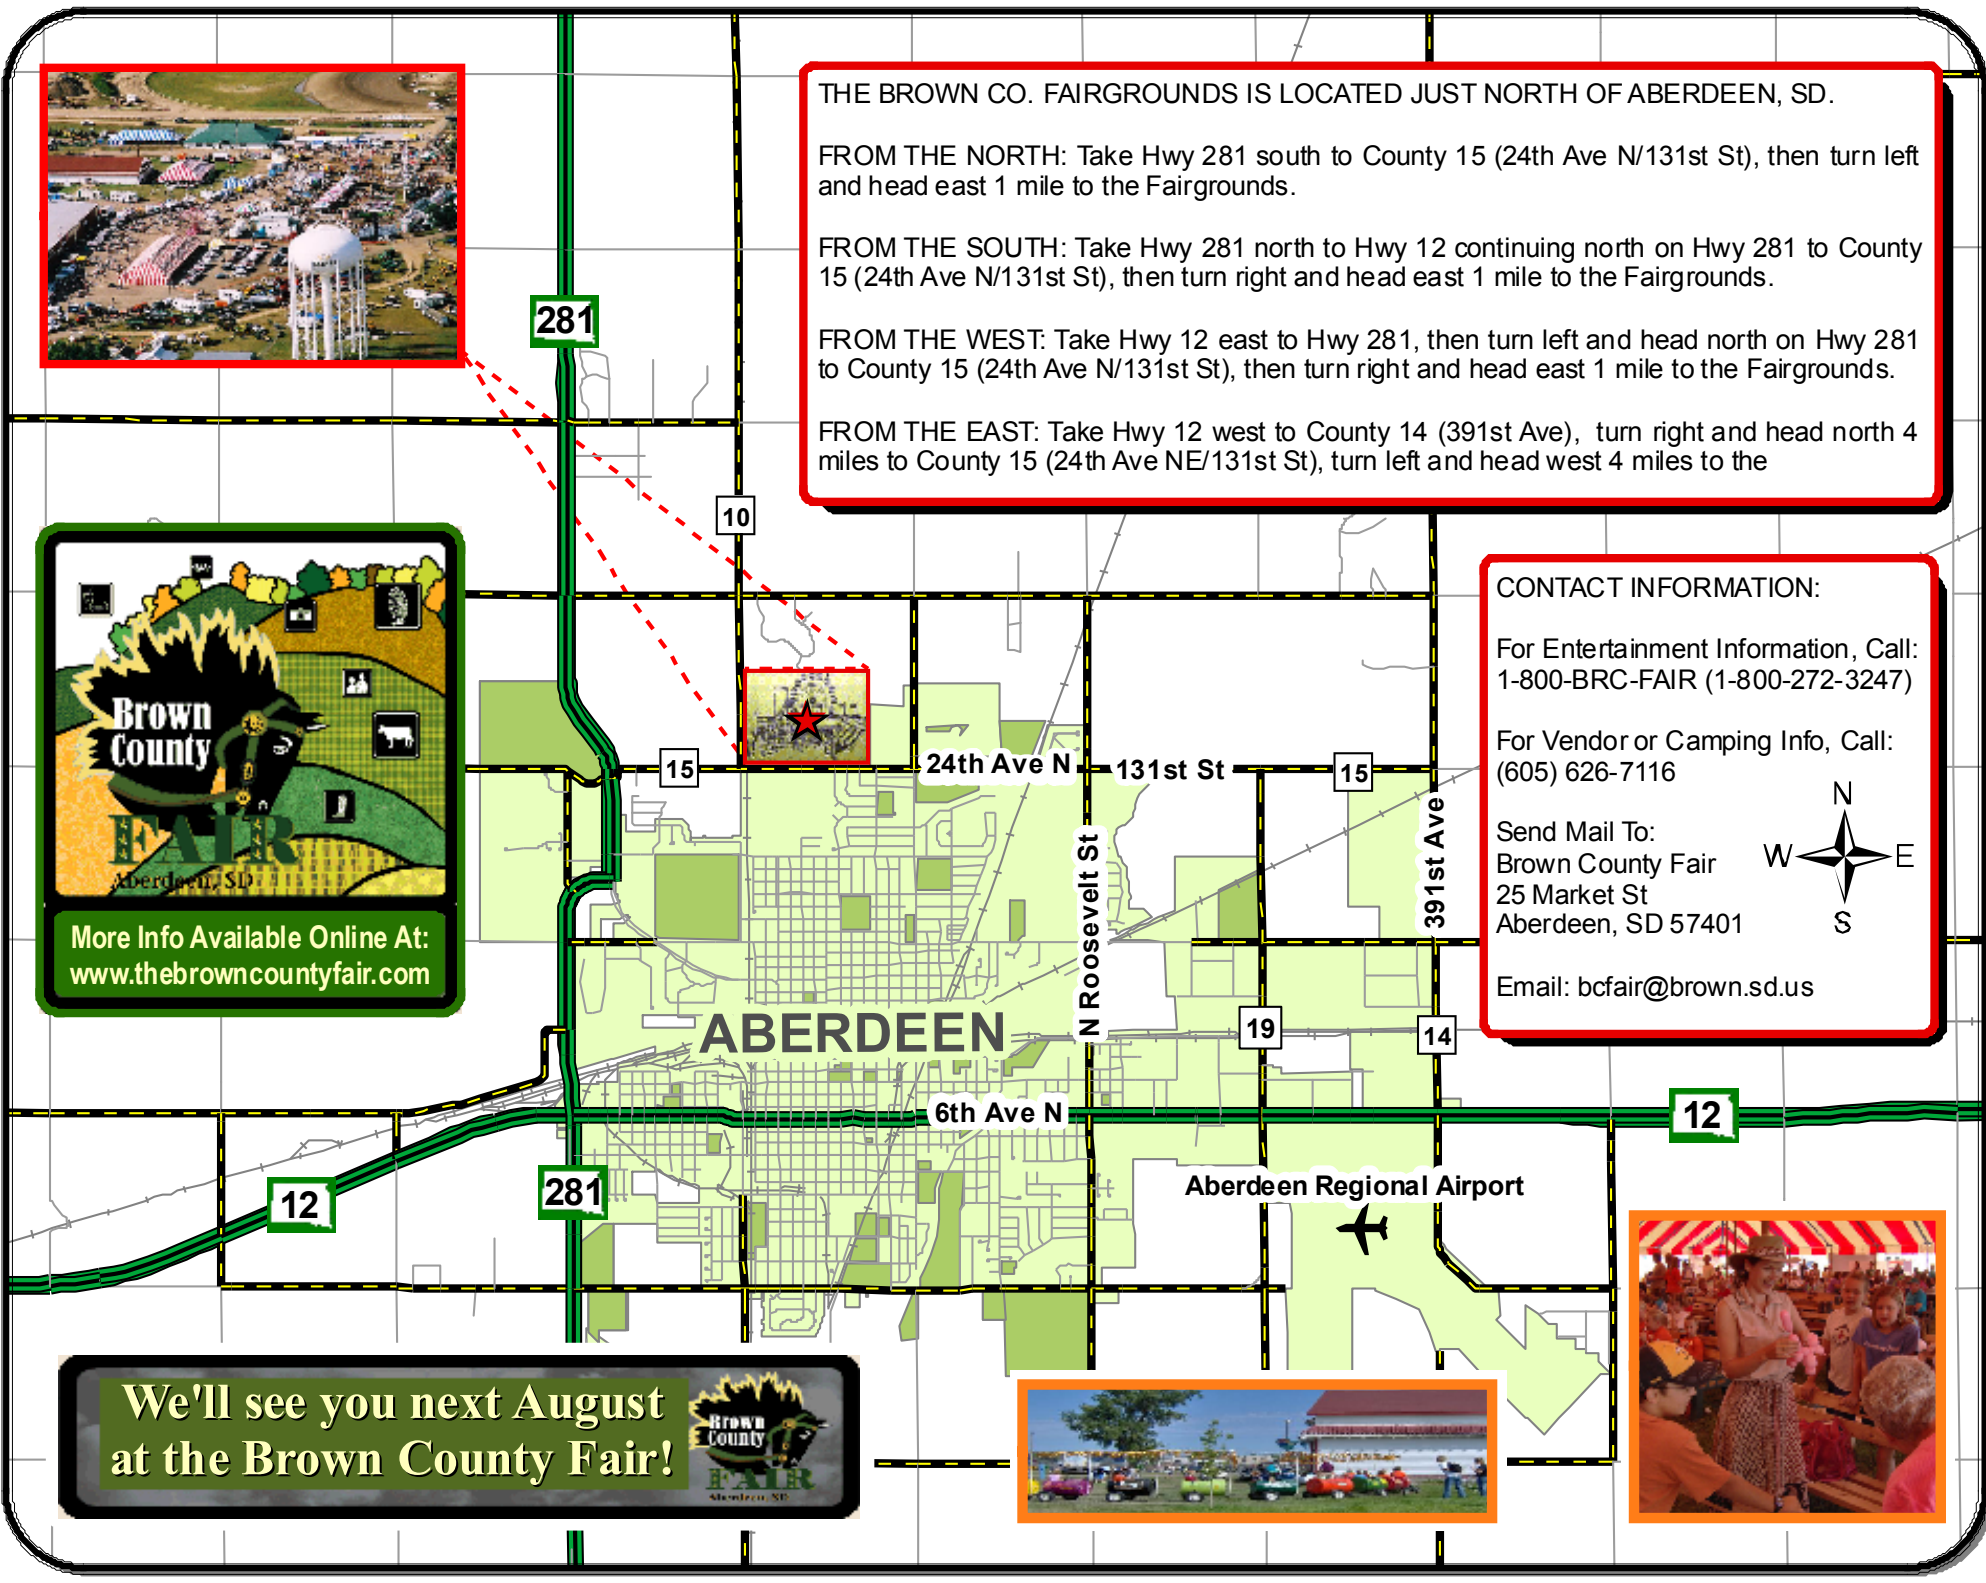 THE BROWN CO. FAIRGROUNDS IS LOCATED JUST NORTH OF ABERDEEN, SD.
FROM THE NORTH: Take Hwy 281 south to County 15 (24th Ave N/131st St), then turn left
and head east 1 mile to the Fairgrounds.
FROM THE SOUTH: Take Hwy 281 north to Hwy 12 continuing north on Hwy 281 to County
15 (24th Ave N/131st St), then turn right and head east 1 mile to the Fairgrounds.
FROM THE WEST: Take Hwy 12 east to Hwy 281, then turn left and head north on Hwy 281
to County 15 (24th Ave N/131st St), then turn right and head east 1 mile to the Fairgrounds.
FROM THE EAST: Take Hwy 12 west to County 14 (391st Ave), turn right and head north 4
miles to County 15 (24th Ave NE/131st St), turn left and head west 4 miles to the
281
10
Brown
County
FAIR
Aberdeen, SD
More Info Available Online At:
www.thebrowncountyfair.com
CONTACT INFORMATION:
For Entertainment Information, Call:
1-800-BRC-FAIR (1-800-272-3247)
For Vendor or Camping Info, Call:
(605) 626-7116
Send Mail To:
Brown County Fair
25 Market St
Aberdeen, SD 57401
Email: bcfair@brown.sd.us
N
W E
S
15
24th Ave N
131st St
15
391st Ave
N Roosevelt St
ABERDEEN
19
14
6th Ave N
12
12
281
Aberdeen Regional Airport
We'll see you next August
at the Brown County Fair!
Brown
County
FAIR
Aberdeen, SD